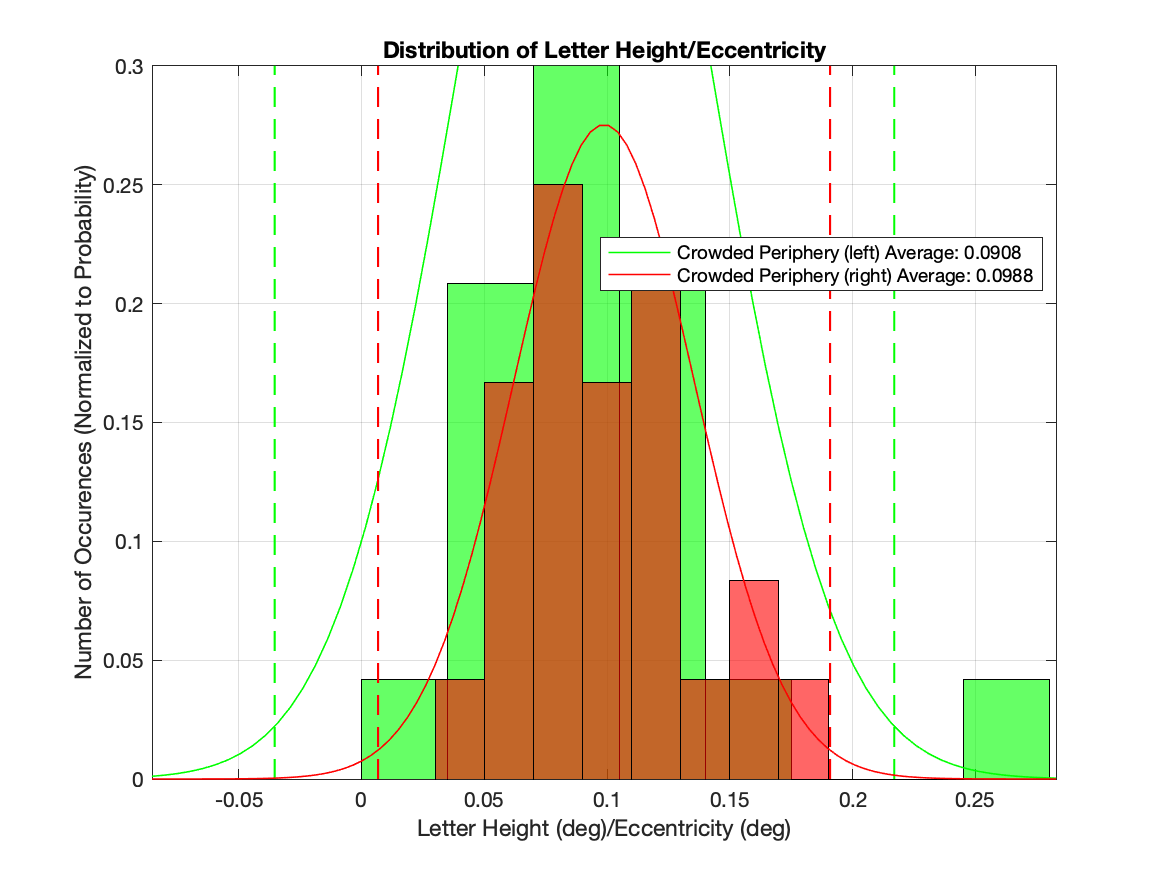 Distribution of Letter Height/Eccentricity
Number of Occurences (Normalized to Probability)
0.3
0.25
0.2
0.15
0.1
0.05
0
Crowded Periphery (left) Average: 0.0908
Crowded Periphery (right) Average: 0.0988
-0.05 0 0.05 0.1 0.15 0.2 0.25
Letter Height (deg)/Eccentricity (deg)